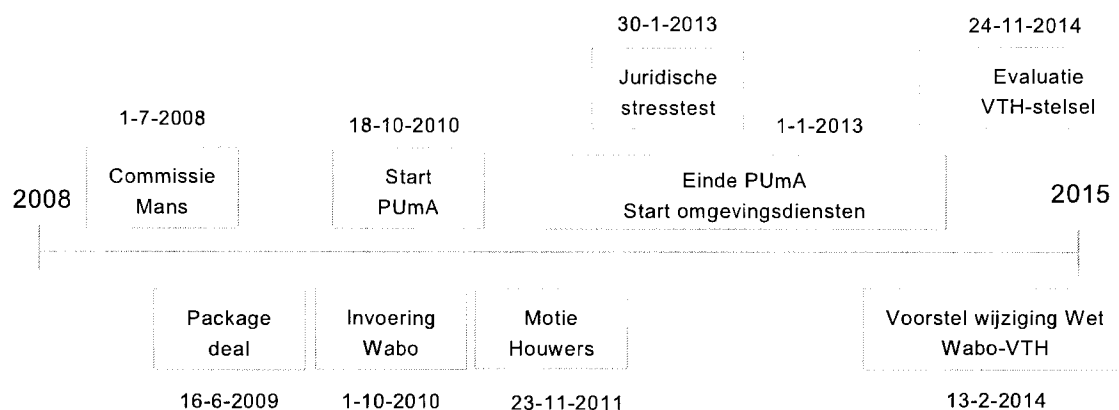 30-1-2013
24-11-2014
Juridische
stresstest
Evaluatie
VTH-stelsel
1-7-2008
18-10-2010
1-1-2013
Commissie
Mans
Start
PUmA
Einde PUmA
Start omgevingsdiensten
2008
2015
Package
deal
Invoering
Wabo
Motie
Houwers
Voorstel wijziging Wet
Wabo-VTH
16-6-2009
1-10-2010
23-11-2011
13-2-2014